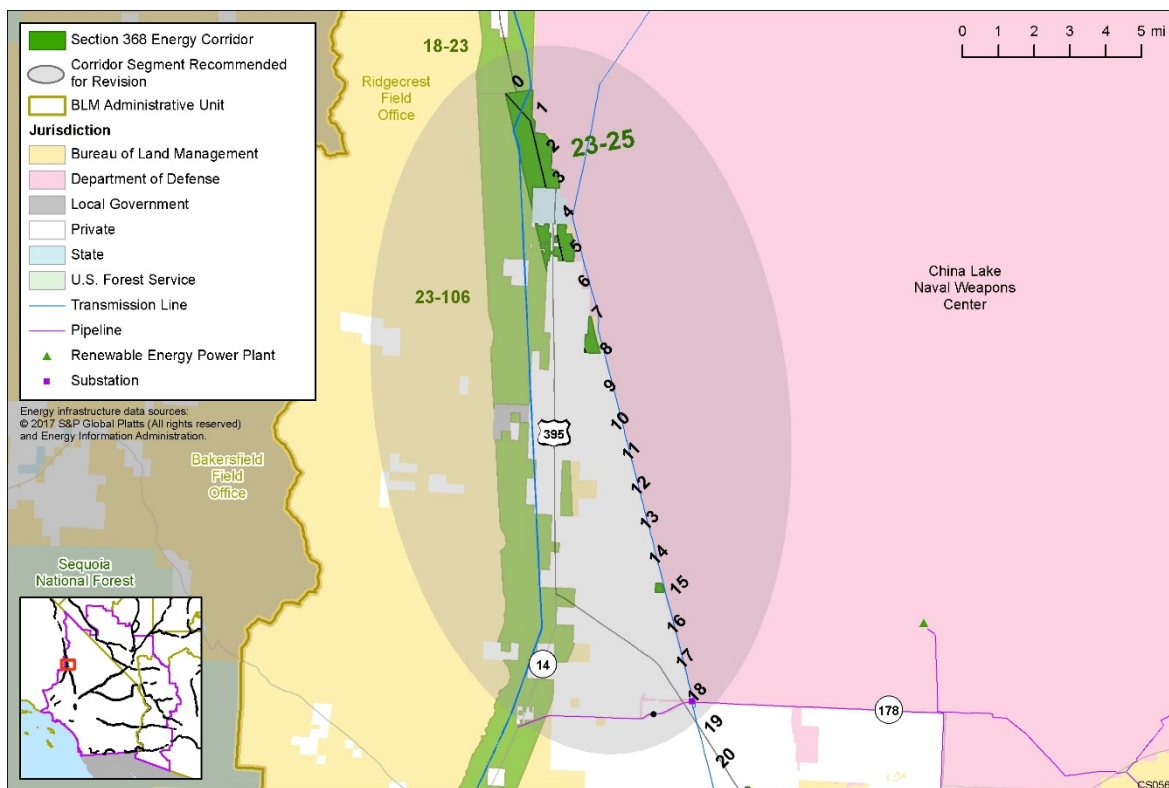 Section 368 Energy Corridor
Corridor Segment Recommended
for Revision
BLM Administrative Unit
Jurisdiction
Bureau of Land Management
Department of Defense
Local Government
Private
State
U.S. Forest Service
Transmission Line
Pipeline
Renewable Energy Power Plant
Substation
Energy infrastructure data sources:
© 2017 S&P Global Platts (All rights reserved)
and Energy Information Administration.
18-23
Ridgecrest
Field
Office
0 1 2 3 4 5 mi
0
1
2
23-25
3
4
5
6
23-106
7
8
China Lake
Naval Weapons
Center
9
10
395
11
Bakersfield
Field
Office
12
13
14
Sequoia
National Forest
15
16
17
14
18
178
19
20
CS056